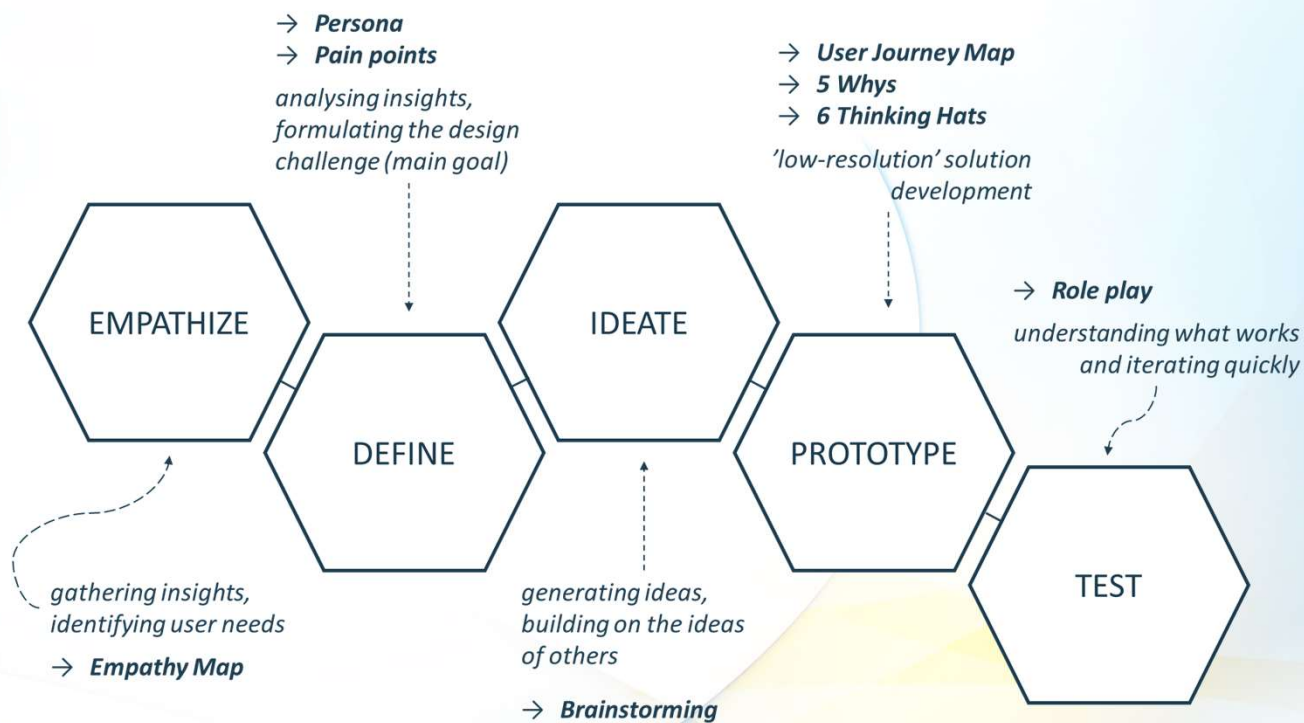 → Persona
→ Pain points
analysing insights,
formulating the design
challenge (main goal)
→ User Journey Map
→ 5 Whys
→ 6 Thinking Hats
’low-resolution’ solution
development
→ Role play
understanding what works
and iterating quickly
EMPATHIZE
DEFINE
IDEATE
PROTOTYPE
TEST
gathering insights,
identifying user needs
→ Empathy Map
generating ideas,
building on the ideas
of others
→ Brainstorming